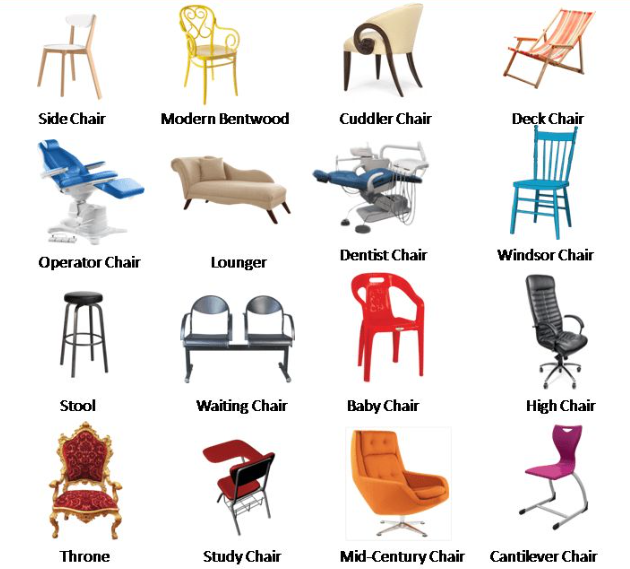 Side Chair
Modern Bentwood
Cuddler Chair
Deck Chair
Operator Chair
Lounger
Dentist Chair
Windsor Chair
Stool
Waiting Chair
Baby Chair
High Chair
Throne
Study Chair
Mid-Century Chair
Cantilever Chair